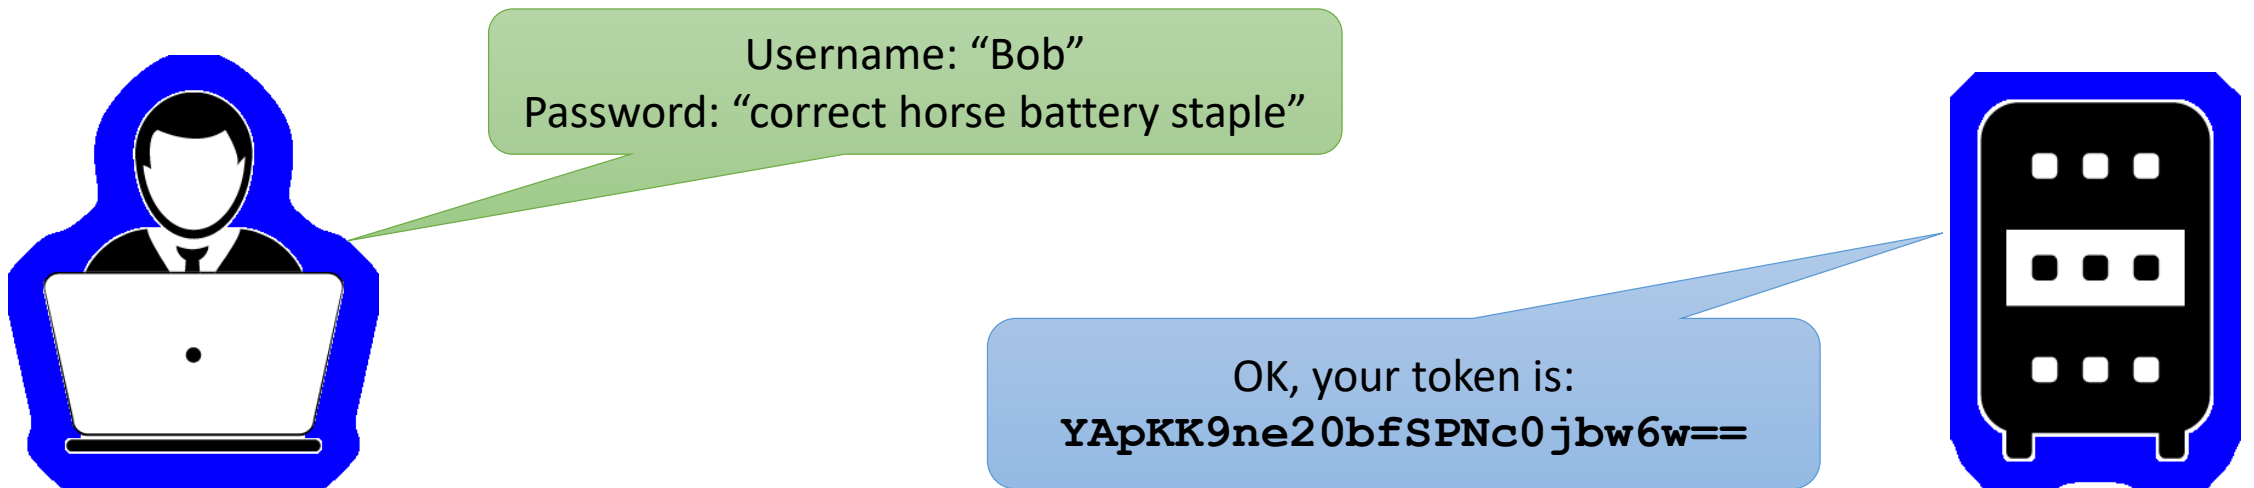 Username: “Bob”
Password: “correct horse battery staple”
OK, your token is:
YApKK9ne20bfSPNc0jbw6w==